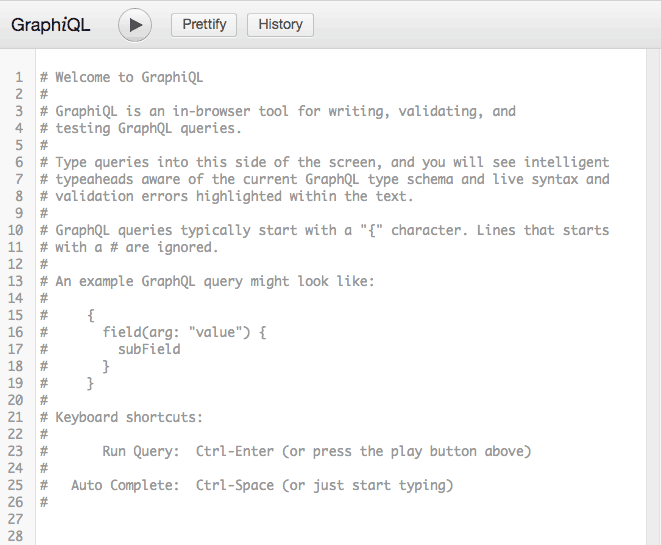 GraphiQL Prettify History
1 # Welcome to GraphiQL
2 #
3 # GraphiQL is an in-browser tool for writing, validating, and
4 # testing GraphQL queries.
5 #
6 # Type queries into this side of the screen, and you will see intelligent
7 # typeaheads aware of the current GraphQL type schema and live syntax and
8 # validation errors highlighted within the text.
9 #
10 # GraphQL queries typically start with a "{" character. Lines that starts
11 # with a # are ignored.
12 #
13 # An example GraphQL query might look like:
14 #
15 #     {
16 #       field(arg: "value") {
17 #         subField
18 #       }
19 #     }
20 #
21 # Keyboard shortcuts:
22 #
23 #       Run Query:  Ctrl-Enter (or press the play button above)
24 #
25 #   Auto Complete:  Ctrl-Space (or just start typing)
26 #
27
28